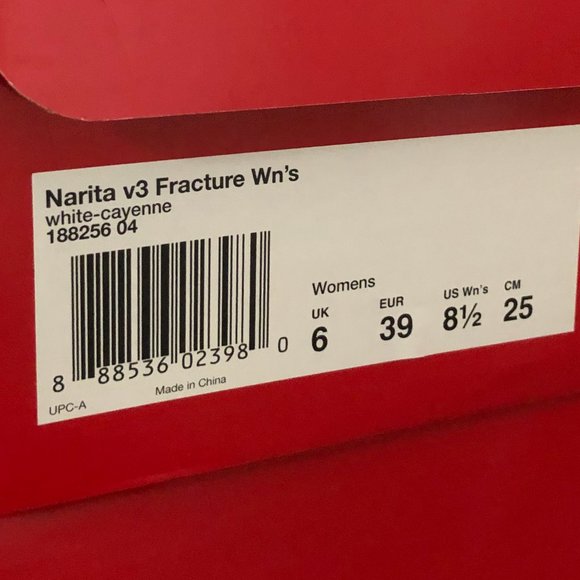 Narita v3 Fracture Wn's
white-cayenne
188256 04
8 88536 02398 0
UPC-A
Made in China
Womens
UK EUR US Wn's CM
6 39 8½ 25